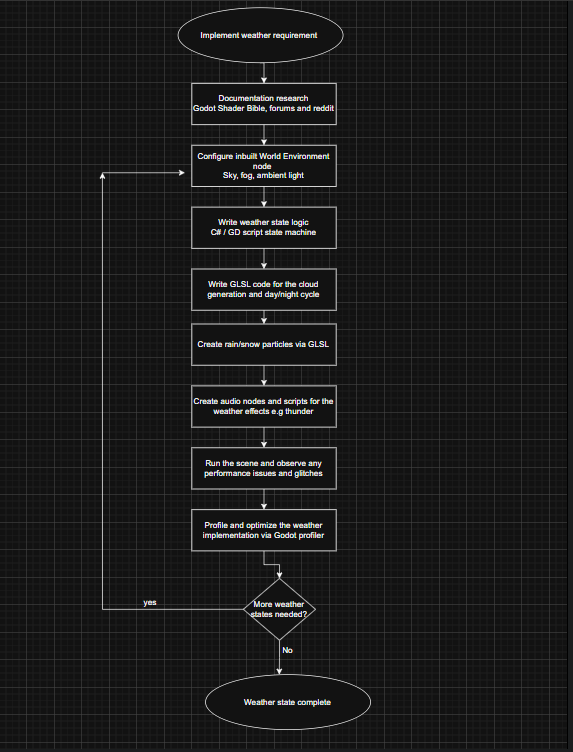 Implement weather requirement
Documentation research
Godot Shader Bible, forums and reddit
Configure inbuilt World Environment
node
Sky, fog, ambient light
Write weather state logic
C# / GD script state machine
Write GLSL code for the cloud
generation and day/night cycle
Create rain/snow particles via GLSL
Create audio nodes and scripts for the
weather effects e.g thunder
Run the scene and observe any
performance issues and glitches
Profile and optimize the weather
implementation via Godot profiler
More weather
states needed?
yes
No
Weather state complete